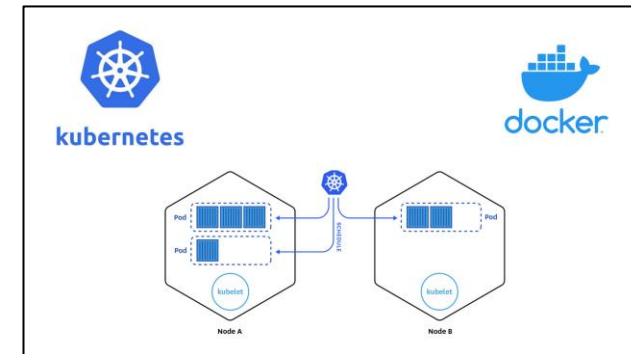 kubernetes
docker
Pod
Pod
SCHEDULE
Pod
kubelet
kubelet
Node A
Node B